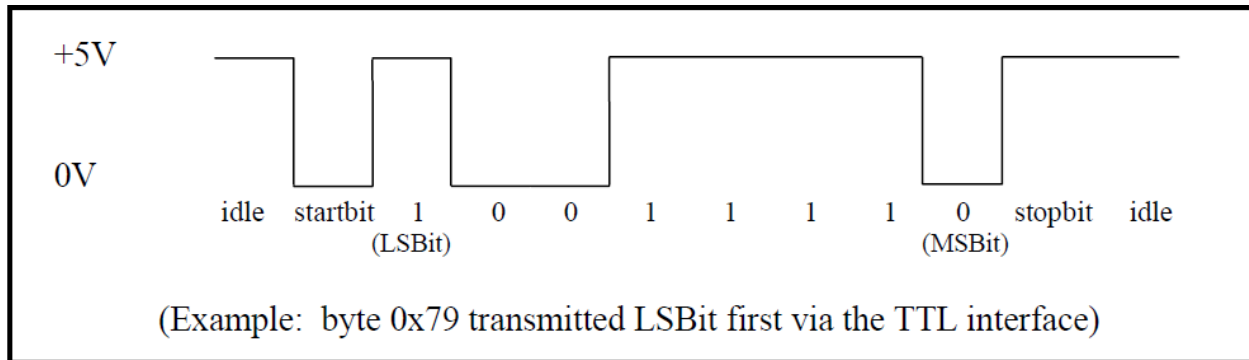 +5V
0V
idle startbit 1 0 0 1 1 1 1 0 stopbit idle
(LSBit) (MSBit)
(Example: byte 0x79 transmitted LSBit first via the TTL interface)